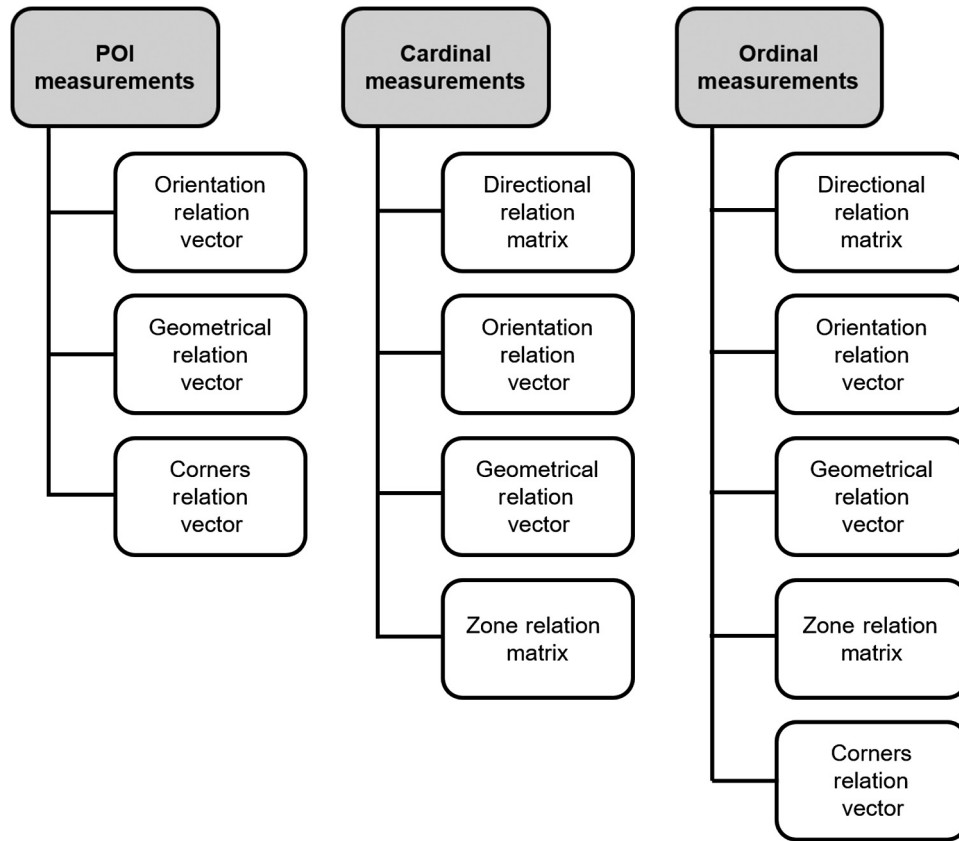 POI
measurements
Orientation
relation
vector
Geometrical
relation
vector
Corners
relation
vector
Cardinal
measurements
Directional
relation
matrix
Orientation
relation
vector
Geometrical
relation
vector
Zone relation
matrix
Ordinal
measurements
Directional
relation
matrix
Orientation
relation
vector
Geometrical
relation
vector
Zone relation
matrix
Corners
relation
vector